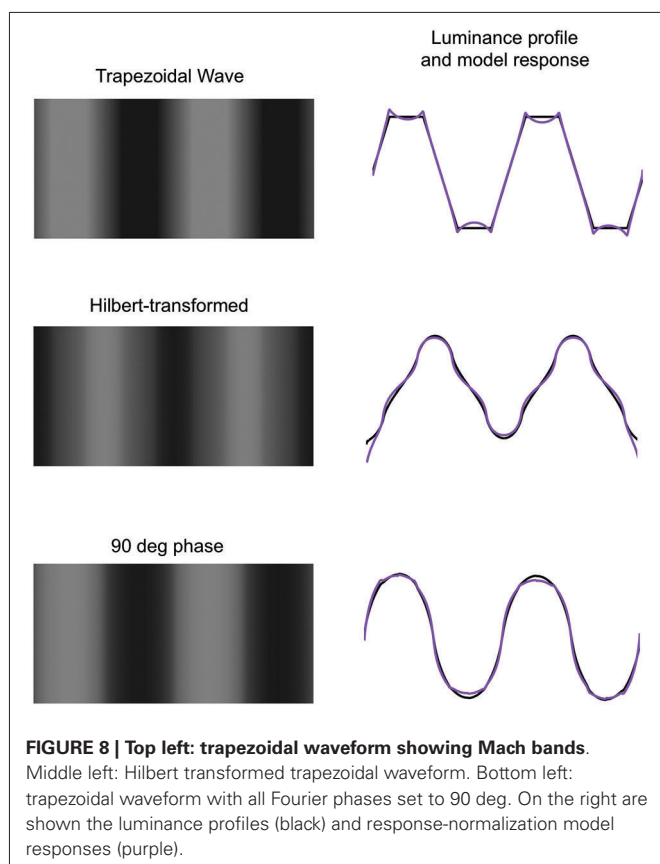 Luminance profile
and model response
Trapezoidal Wave
Hilbert-transformed
90 deg phase
FIGURE 8 | Top left: trapezoidal waveform showing Mach bands.
Middle left: Hilbert transformed trapezoidal waveform. Bottom left:
trapezoidal waveform with all Fourier phases set to 90 deg. On the right are
shown the luminance profiles (black) and response-normalization model
responses (purple).